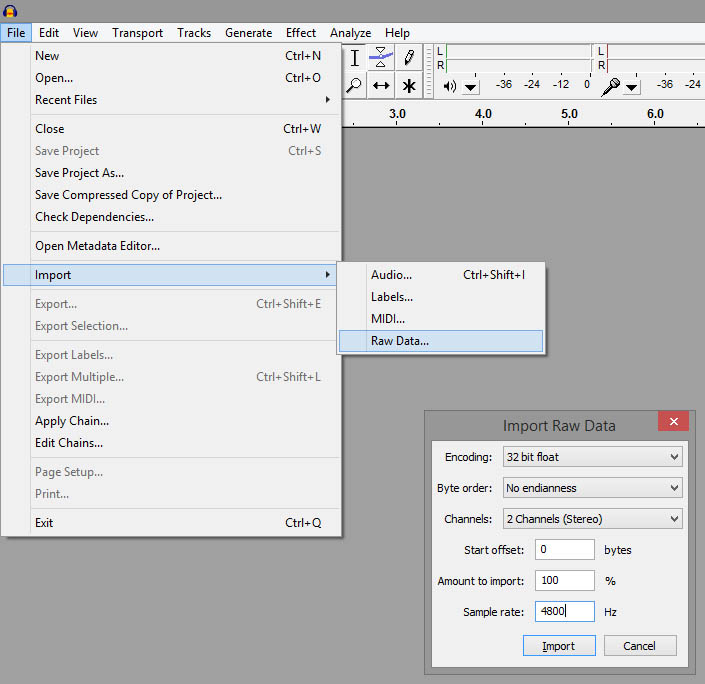 File Edit View Transport Tracks Generate Effect Analyze Help
New Ctrl+N
Open... Ctrl+O
Recent Files
Close Ctrl+W
Save Project Ctrl+S
Save Project As...
Save Compressed Copy of Project...
Check Dependencies...
Open Metadata Editor...
Import
Export... Ctrl+Shift+E
Export Selection...
Export Labels...
Export Multiple... Ctrl+Shift+L
Export MIDI...
Apply Chain...
Edit Chains...
Page Setup...
Print...
Exit Ctrl+Q
L L
R R
-36 -24 -12 0 -36 -24
3.0 4.0 5.0 6.0
Audio... Ctrl+Shift+I
Labels...
MIDI...
Raw Data...
Import Raw Data
Encoding: 32 bit float
Byte order: No endianness
Channels: 2 Channels (Stereo)
Start offset: 0 bytes
Amount to import: 100 %
Sample rate: 4800 Hz
Import Cancel